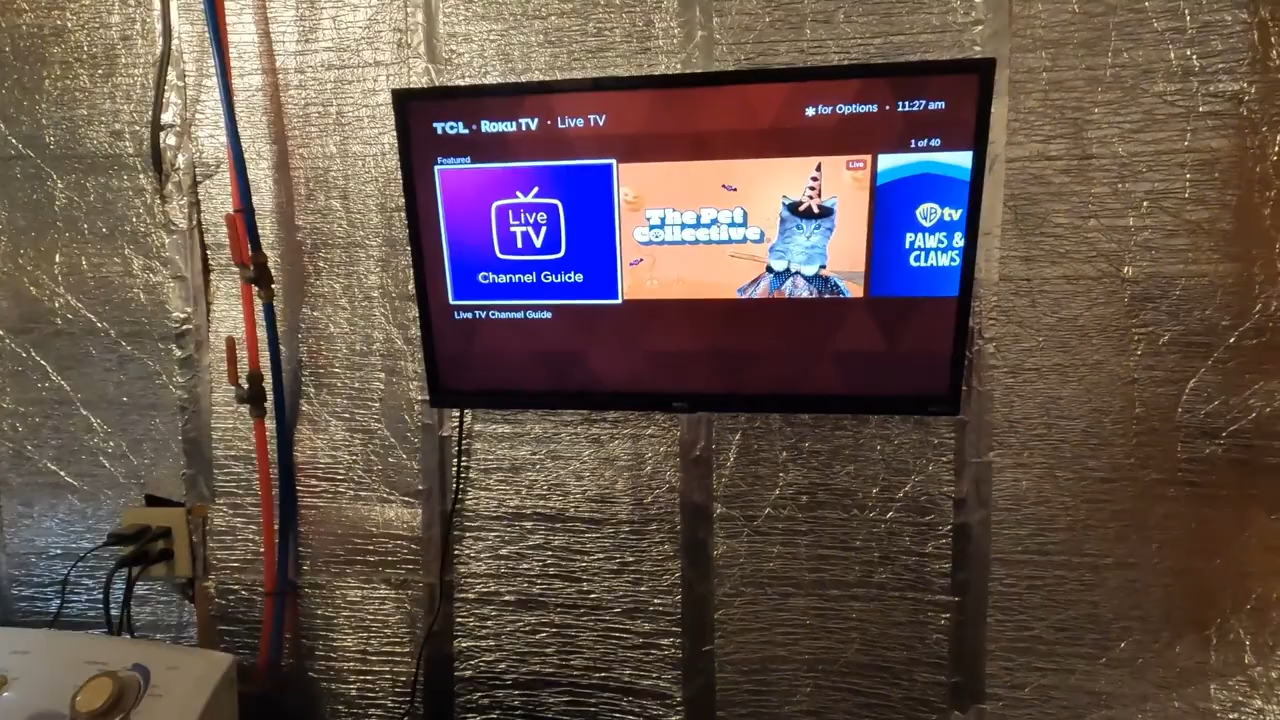 TCL • Roku TV • Live TV
✱ for Options • 11:27 am
1 of 40
Featured
Live
TV
Channel Guide
Live
The Pet
Collective
WB tv
PAWS &
CLAWS
Live TV Channel Guide